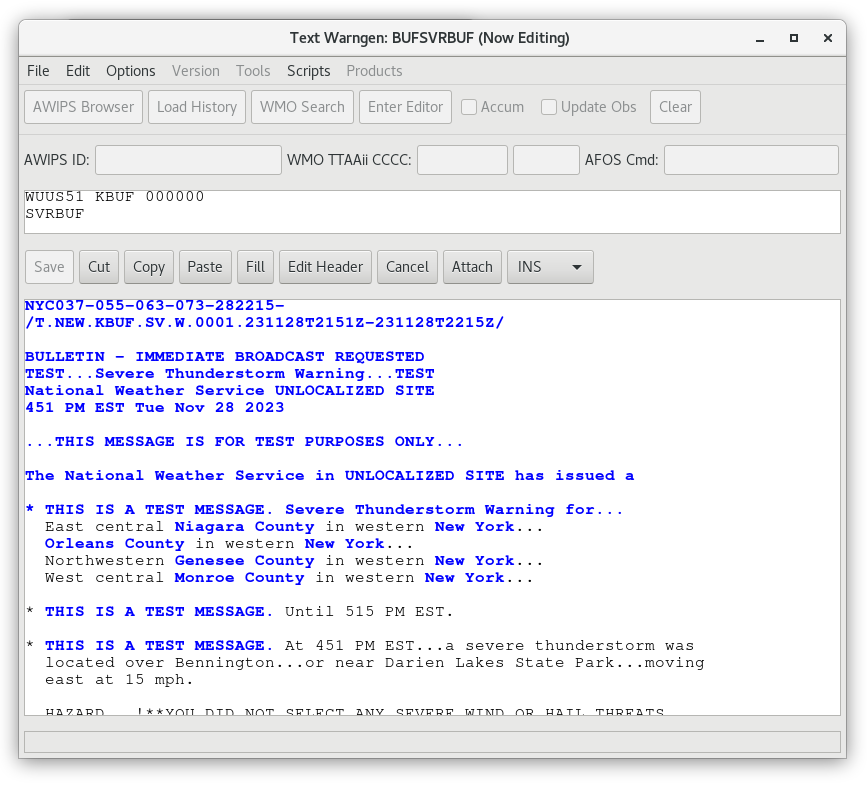 Text Warngen: BUFSVRBUF (Now Editing)
File Edit Options Version Tools Scripts Products
AWIPS Browser Load History WMO Search Enter Editor Accum Update Obs Clear
AWIPS ID: WMO TTAAii CCCC: AFOS Cmd:
WUUS51 KBUF 000000
SVRBUF
Save Cut Copy Paste Fill Edit Header Cancel Attach INS
NYC037-055-063-073-282215-
/T.NEW.KBUF.SV.W.0001.231128T2151Z-231128T2215Z/
BULLETIN - IMMEDIATE BROADCAST REQUESTED
TEST...Severe Thunderstorm Warning...TEST
National Weather Service UNLOCALIZED SITE
451 PM EST Tue Nov 28 2023
...THIS MESSAGE IS FOR TEST PURPOSES ONLY...
The National Weather Service in UNLOCALIZED SITE has issued a
* THIS IS A TEST MESSAGE. Severe Thunderstorm Warning for...
East central Niagara County in western New York...
Orleans County in western New York...
Northwestern Genesee County in western New York...
West central Monroe County in western New York...
* THIS IS A TEST MESSAGE. Until 515 PM EST.
* THIS IS A TEST MESSAGE. At 451 PM EST...a severe thunderstorm was
located over Bennington...or near Darien Lakes State Park...moving
east at 15 mph.
HAZARD...!**YOU DID NOT SELECT ANY SEVERE WIND OR HAIL THREATS